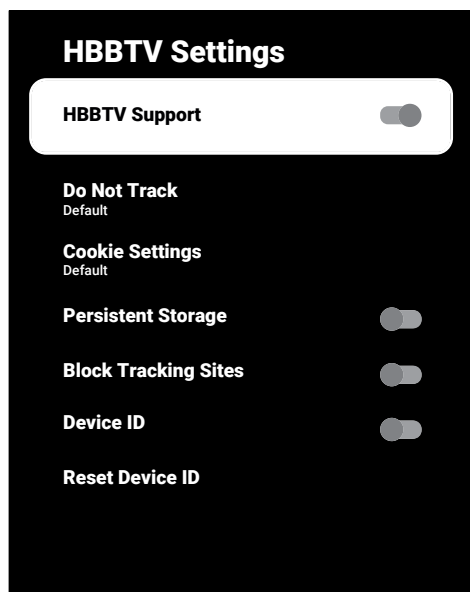 HBBTV Settings
HBBTV Support
Do Not Track
Default
Cookie Settings
Default
Persistent Storage
Block Tracking Sites
Device ID
Reset Device ID